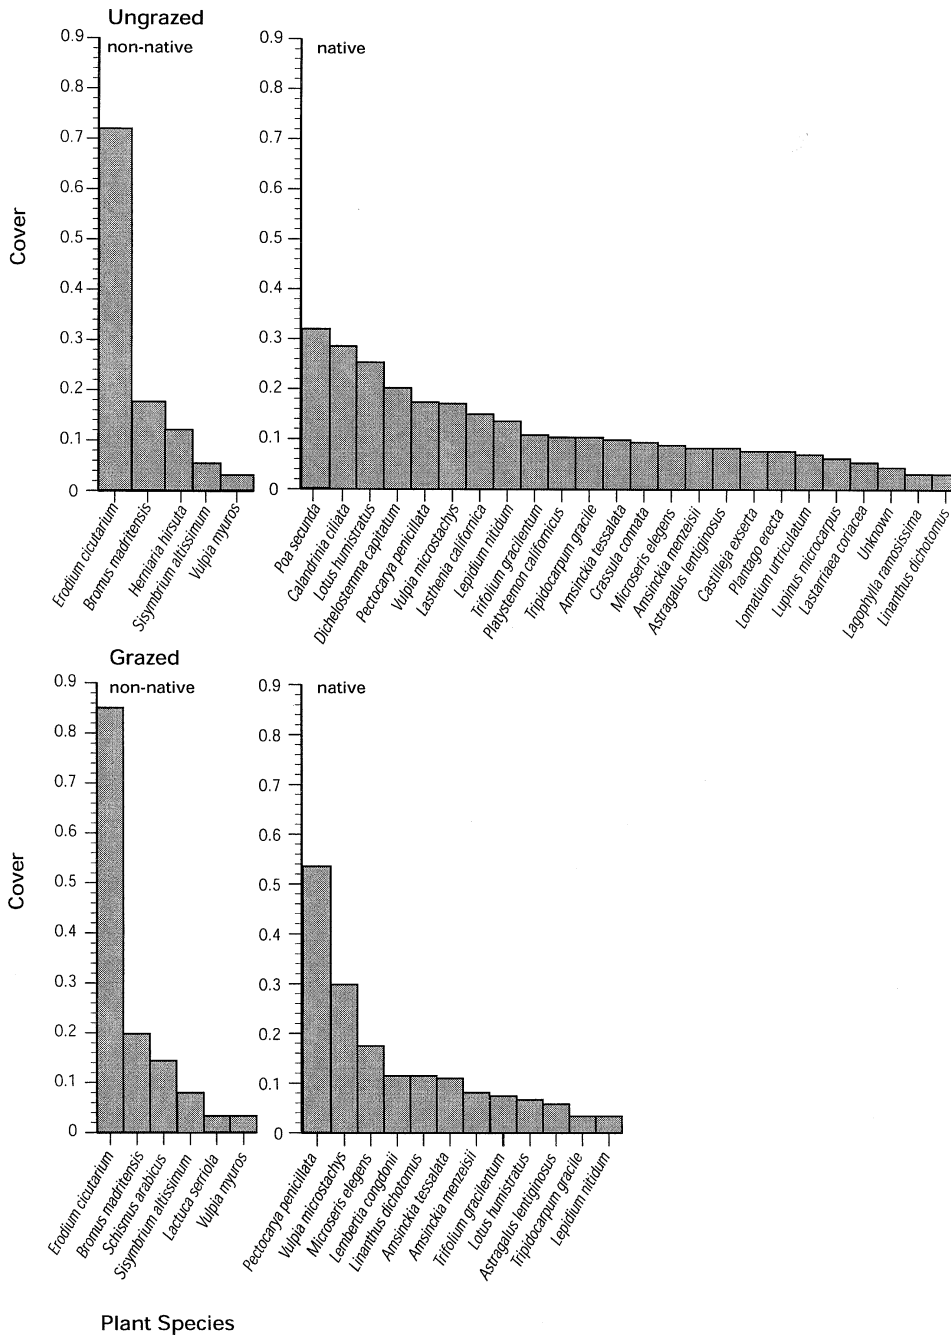 Ungrazed
non-native
native
0.9
0.8
0.7
0.6
0.5
0.4
0.3
0.2
0.1
0
0.9
0.8
0.7
0.6
0.5
0.4
0.3
0.2
0.1
0
Cover
Erodium cicutarium
Bromus madritensis
Herniaria hirsuta
Sisymbrium altissimum
Vulpia myuros
Poa secunda
Calandrinia ciliata
Lotus humistratus
Dichelostemma capitatum
Pectocarya penicillata
Vulpia microstachys
Lasthenia californica
Lepidium nitidum
Trifolium gracilentum
Platystemon californicus
Tripidocarpum gracile
Amsinckia tessalata
Crassula connata
Microseris elegens
Amsinckia menzeisii
Astragalus lentiginosus
Castilleja exserta
Plantago erecta
Lomatium utriculatum
Lupinus microcarpus
Lastarriaea coriacea
Unknown
Lagophylla ramosissima
Linanthus dichotomus
Grazed
non-native
native
0.9
0.8
0.7
0.6
0.5
0.4
0.3
0.2
0.1
0
0.9
0.8
0.7
0.6
0.5
0.4
0.3
0.2
0.1
0
Cover
Erodium cicutarium
Bromus madritensis
Schismus arabicus
Sisymbrium altissimum
Lactuca serriola
Vulpia myuros
Pectocarya penicillata
Vulpia microstachys
Microseris elegens
Lembertia congdonii
Linanthus dichotomus
Amsinckia tessalata
Amsinckia menzeisii
Trifolium gracilentum
Lotus humistratus
Astragalus lentiginosus
Tripidocarpum gracile
Lepidium nitidum
Plant Species